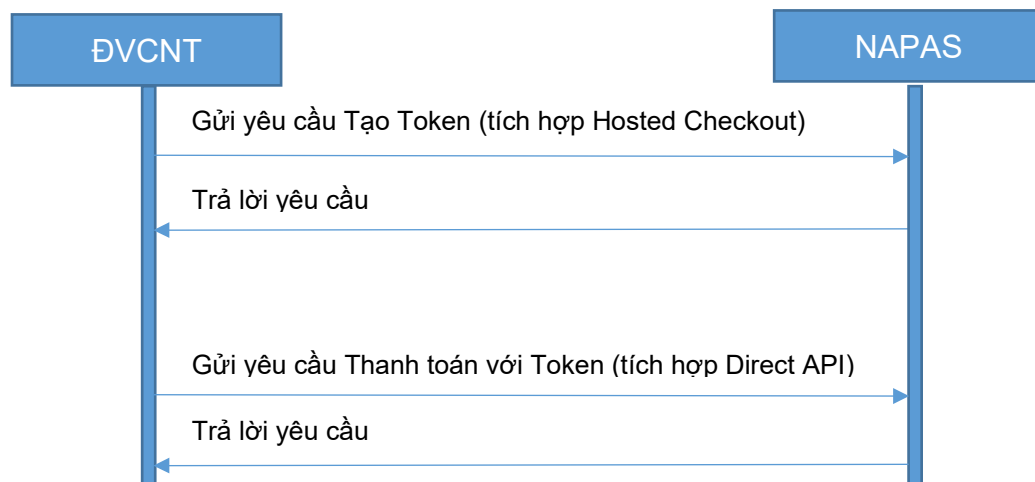 ĐVCNT
NAPAS
Gửi yêu cầu Tạo Token (tích hợp Hosted Checkout)
Trả lời yêu cầu
Gửi yêu cầu Thanh toán với Token (tích hợp Direct API)
Trả lời yêu cầu